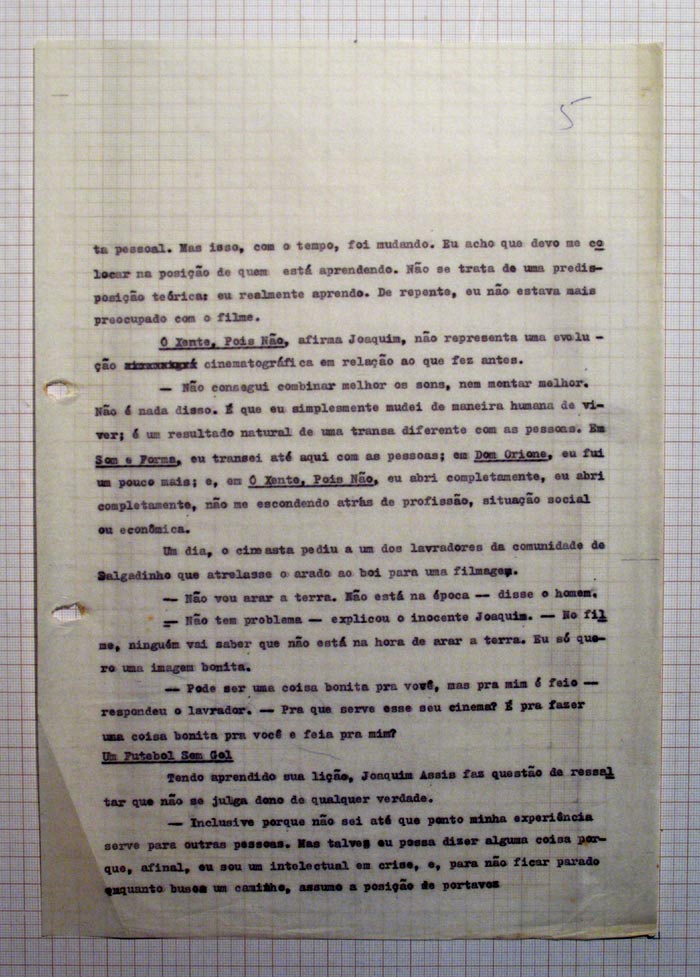 5
ta pessoal. Mas isso, com o tempo, foi mudando. Eu acho que devo me co
locar na posição de quem está aprendendo. Não se trata de uma predis-
posição teórica: eu realmente aprendo. De repente, eu não estava mais
preocupado com o filme.
Ô Xente, Pois Não, afirma Joaquim, não representa uma evolu -
ção cinematográfica em relação ao que fez antes.
— Não consegui combinar melhor os sons, nem montar melhor.
Não é nada disso. É que eu simplesmente mudei de maneira humana de vi-
ver; é um resultado natural de uma transa diferente com as pessoas. Em
Som e Forma, eu transei até aqui com as pessoas; em Dom Orione, eu fui
um pouco mais; e, em Ô Xente, Pois Não, eu abri completamente, eu abri
completamente, não me escondendo atrás de profissão, situação social
ou econômica.
Um dia, o cineasta pediu a um dos lavradores da comunidade de
Salgadinho que atrelasse o arado ao boi para uma filmagem.
— Não vou arar a terra. Não está na época — disse o homem.
— Não tem problema — explicou o inocente Joaquim. — No fil
me, ninguém vai saber que não está na hora de arar a terra. Eu só que-
ro uma imagem bonita.
— Pode ser uma coisa bonita pra você, mas pra mim é feio —
respondeu o lavrador. — Pra que serve esse seu cinema? É pra fazer
uma coisa bonita pra você e feia pra mim?
Um Futebol Sem Gol
Tendo aprendido sua lição, Joaquim Assis faz questão de ressal
tar que não se julga dono de qualquer verdade.
— Inclusive porque não sei até que ponto minha experiência
serve para outras pessoas. Mas talvez eu possa dizer alguma coisa por-
que, afinal, eu sou um intelectual em crise, e, para não ficar parado
enquanto busco um caminho, assumo a posição de portavoz